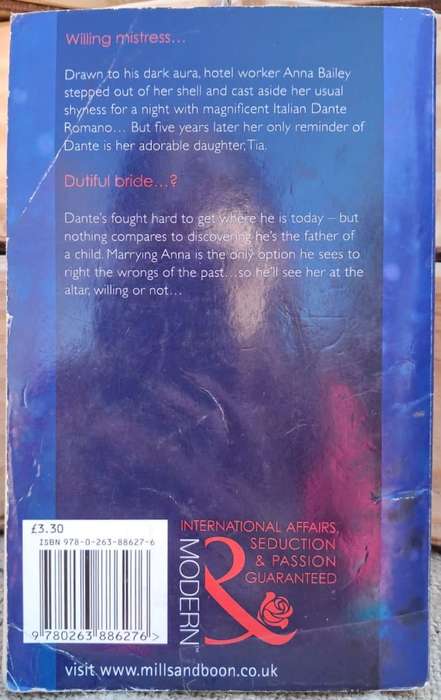 Willing mistress...
Drawn to his dark aura, hotel worker Anna Bailey
stepped out of her shell and cast aside her usual
shyness for a night with magnificent Italian Dante
Romano... But five years later her only reminder of
Dante is her adorable daughter, Tia.
Dutiful bride...?
Dante's fought hard to get where he is today – but
nothing compares to discovering he's the father of
a child. Marrying Anna is the only option he sees to
right the wrongs of the past...so he'll see her at the
altar, willing or not...
£3.30
ISBN 978-0-263-88627-6
9 780263 886276 >
INTERNATIONAL AFFAIRS,
SEDUCTION
& PASSION
GUARANTEED
MODERN
visit www.millsandboon.co.uk